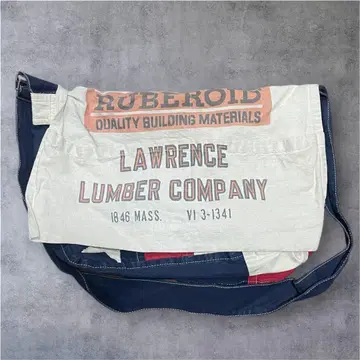 RUBEROID
QUALITY BUILDING MATERIALS
LAWRENCE
LUMBER COMPANY
1846 MASS. VI 3-1341